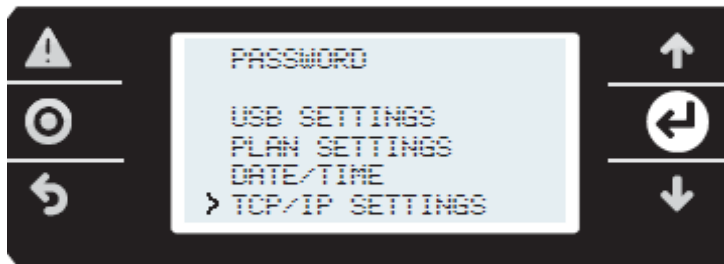 PASSWORD
USB SETTINGS
PLAN SETTINGS
DATE/TIME
> TCP/IP SETTINGS